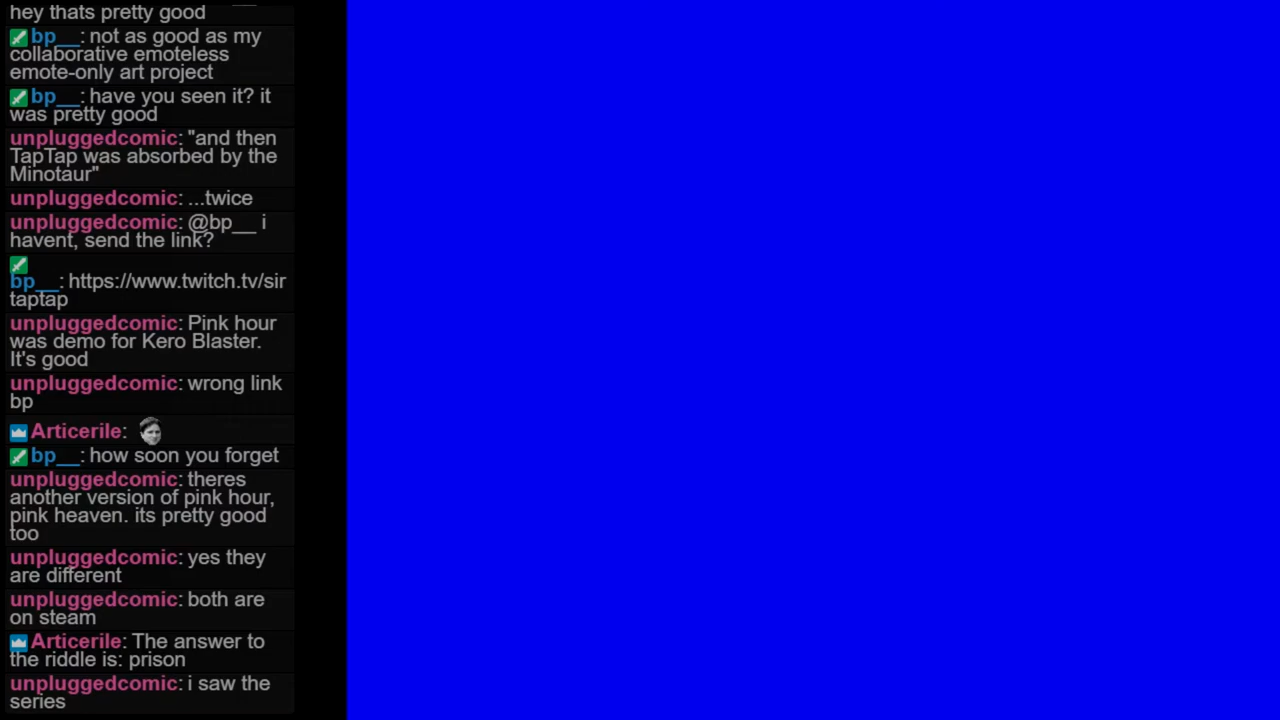 hey thats pretty good
bp__: not as good as my
collaborative emoteless
emote-only art project
bp__: have you seen it? it
was pretty good
unpluggedcomic: "and then
TapTap was absorbed by the
Minotaur"
unpluggedcomic: ...twice
unpluggedcomic: @bp__ i
havent, send the link?
bp__: https://www.twitch.tv/sir
taptap
unpluggedcomic: Pink hour
was demo for Kero Blaster.
It's good
unpluggedcomic: wrong link
bp
Articerile:
bp__: how soon you forget
unpluggedcomic: theres
another version of pink hour,
pink heaven. its pretty good
too
unpluggedcomic: yes they
are different
unpluggedcomic: both are
on steam
Articerile: The answer to
the riddle is: prison
unpluggedcomic: i saw the
series